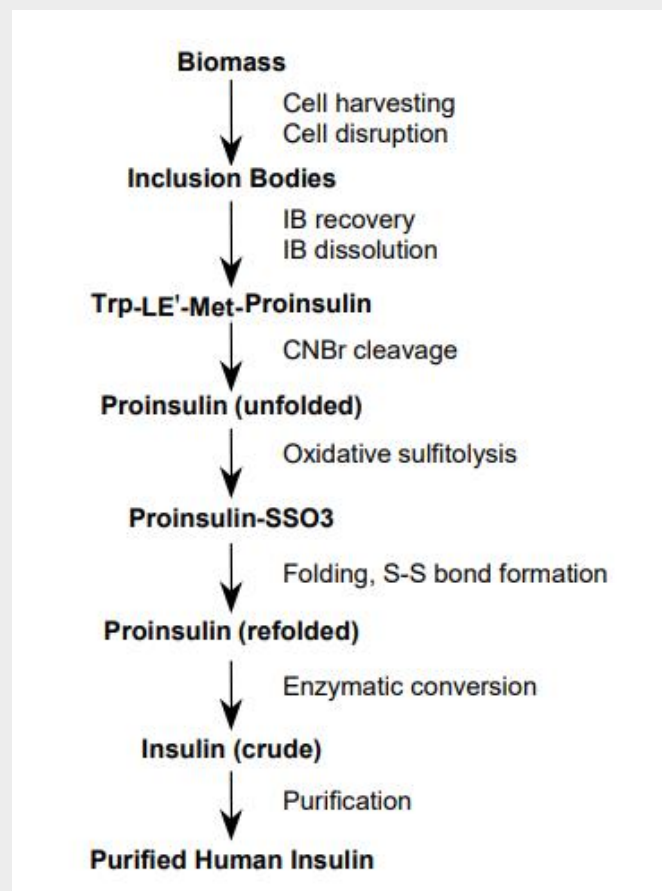 Biomass
Cell harvesting
Cell disruption
Inclusion Bodies
IB recovery
IB dissolution
Trp-LE'-Met-Proinsulin
CNBr cleavage
Proinsulin (unfolded)
Oxidative sulfitolysis
Proinsulin-SSO3
Folding, S-S bond formation
Proinsulin (refolded)
Enzymatic conversion
Insulin (crude)
Purification
Purified Human Insulin